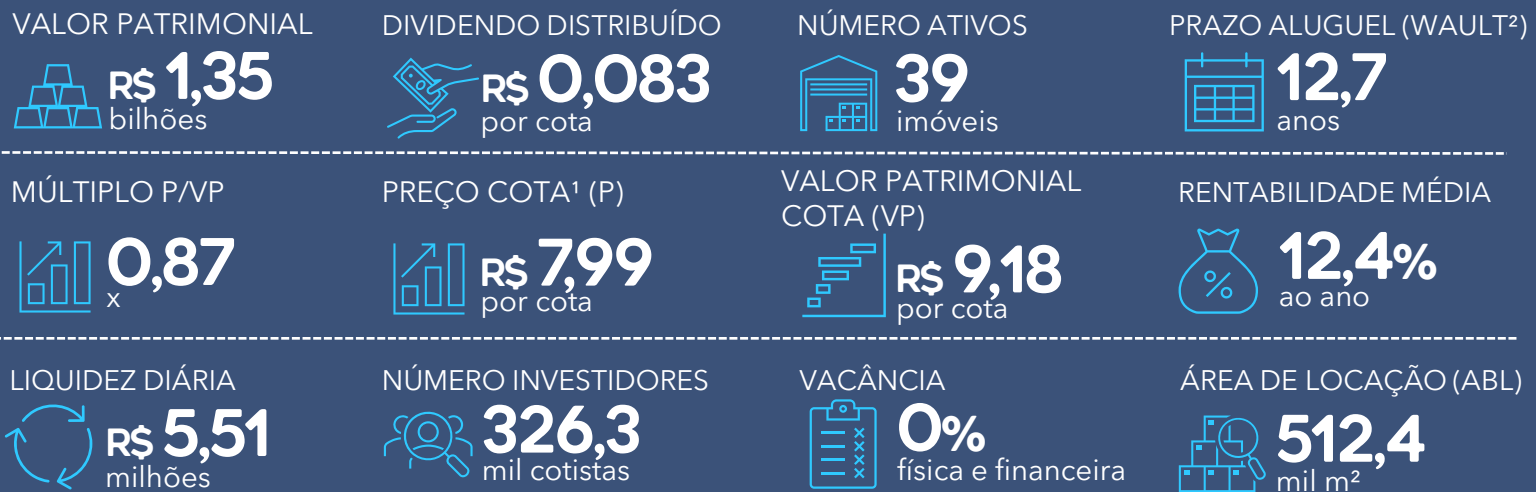 VALOR PATRIMONIAL
R$ 1,35
bilhões
DIVIDENDO DISTRIBUÍDO
R$ 0,083
por cota
NÚMERO ATIVOS
39
imóveis
PRAZO ALUGUEL (WAULT²)
12,7
anos
MÚLTIPLO P/VP
0,87
x
PREÇO COTA¹ (P)
R$ 7,99
por cota
VALOR PATRIMONIAL
COTA (VP)
R$ 9,18
por cota
RENTABILIDADE MÉDIA
12,4%
ao ano
LIQUIDEZ DIÁRIA
R$ 5,51
milhões
NÚMERO INVESTIDORES
326,3
mil cotistas
VACÂNCIA
0%
física e financeira
ÁREA DE LOCAÇÃO (ABL)
512,4
mil m²